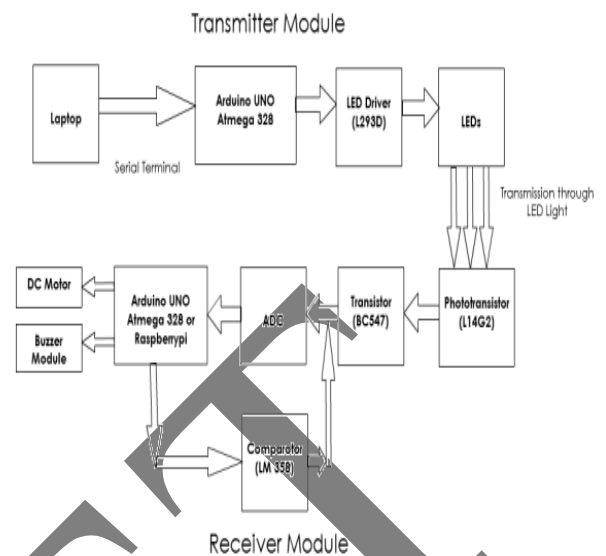 Transmitter Module
Laptop
Serial Terminal
Arduino UNO
Atmega 328
LED Driver
(L293D)
LEDs
Transmission through
LED Light
DC Motor
Buzzer
Module
Arduino UNO
Atmega 328 or
Raspberrypi
ADC
Transistor
(BC547)
Phototransistor
(L14G2)
Comparator
(LM 358)
Receiver Module